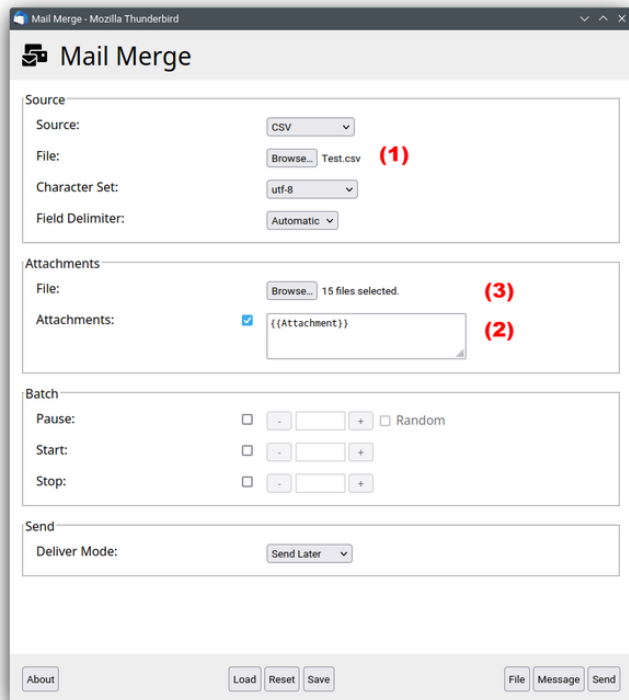 Mail Merge - Mozilla Thunderbird
Mail Merge
Source
Source: CSV
File: Browse... Test.csv (1)
Character Set: utf-8
Field Delimiter: Automatic
Attachments
File: Browse... 15 files selected. (3)
Attachments: {{Attachment}} (2)
Batch
Pause: - + Random
Start: - +
Stop: - +
Send
Deliver Mode: Send Later
About Load Reset Save File Message Send